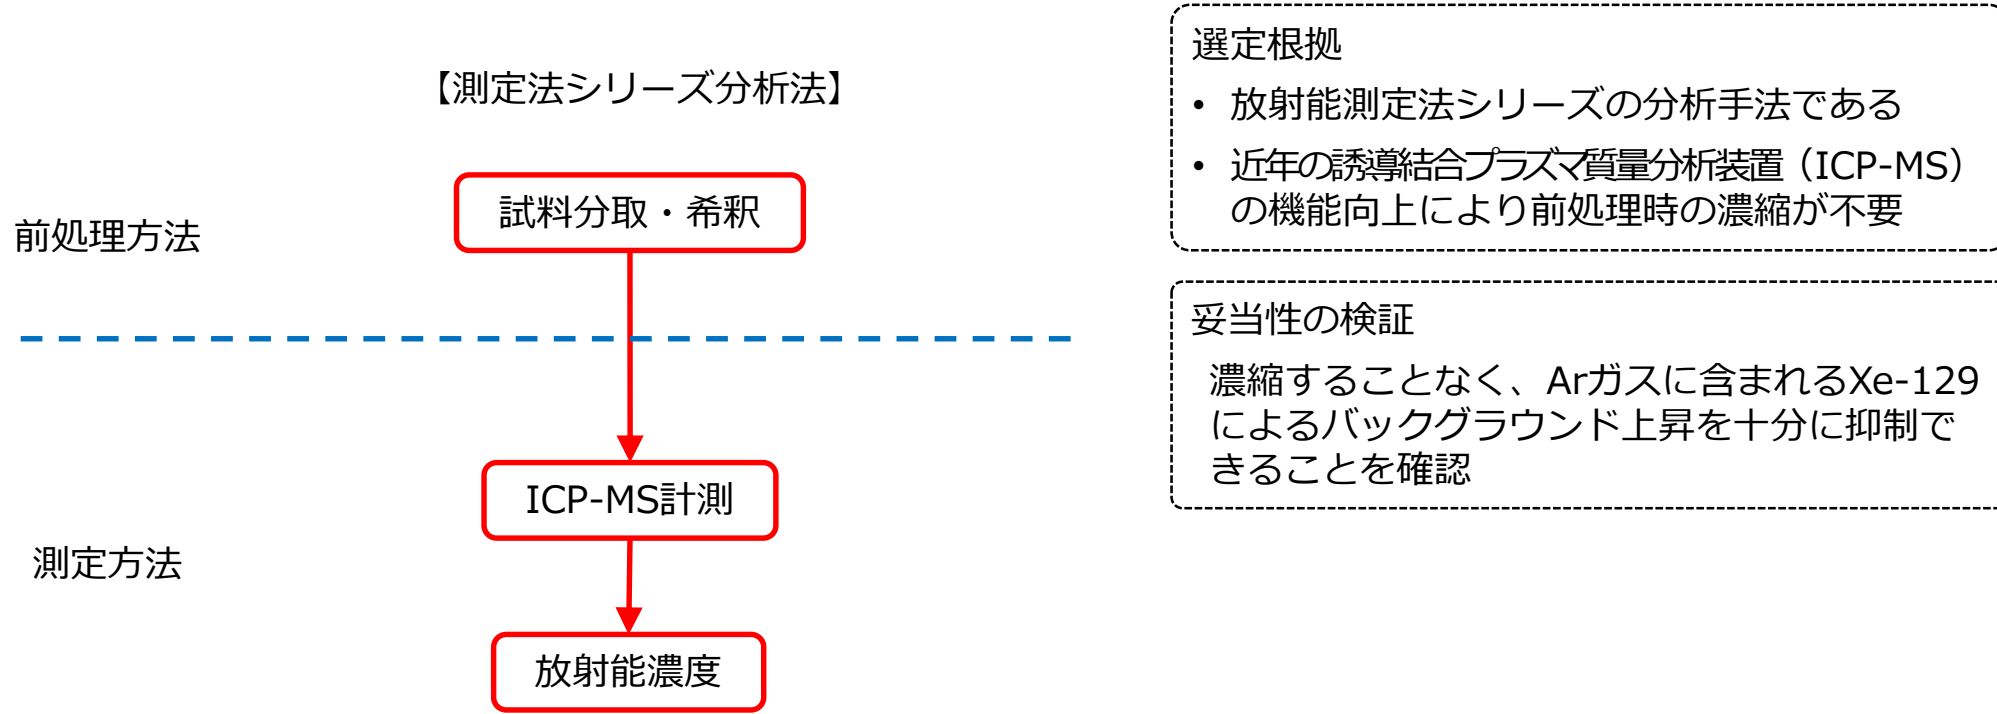 【測定法シリーズ分析法】
前処理方法
試料分取・希釈
ICP-MS計測
測定方法
放射能濃度
選定根拠
• 放射能測定法シリーズの分析手法である
• 近年の誘導結合プラズマ質量分析装置（ICP-MS）
の機能向上により前処理時の濃縮が不要
妥当性の検証
濃縮することなく、Arガスに含まれるXe-129
によるバックグラウンド上昇を十分に抑制で
きることを確認